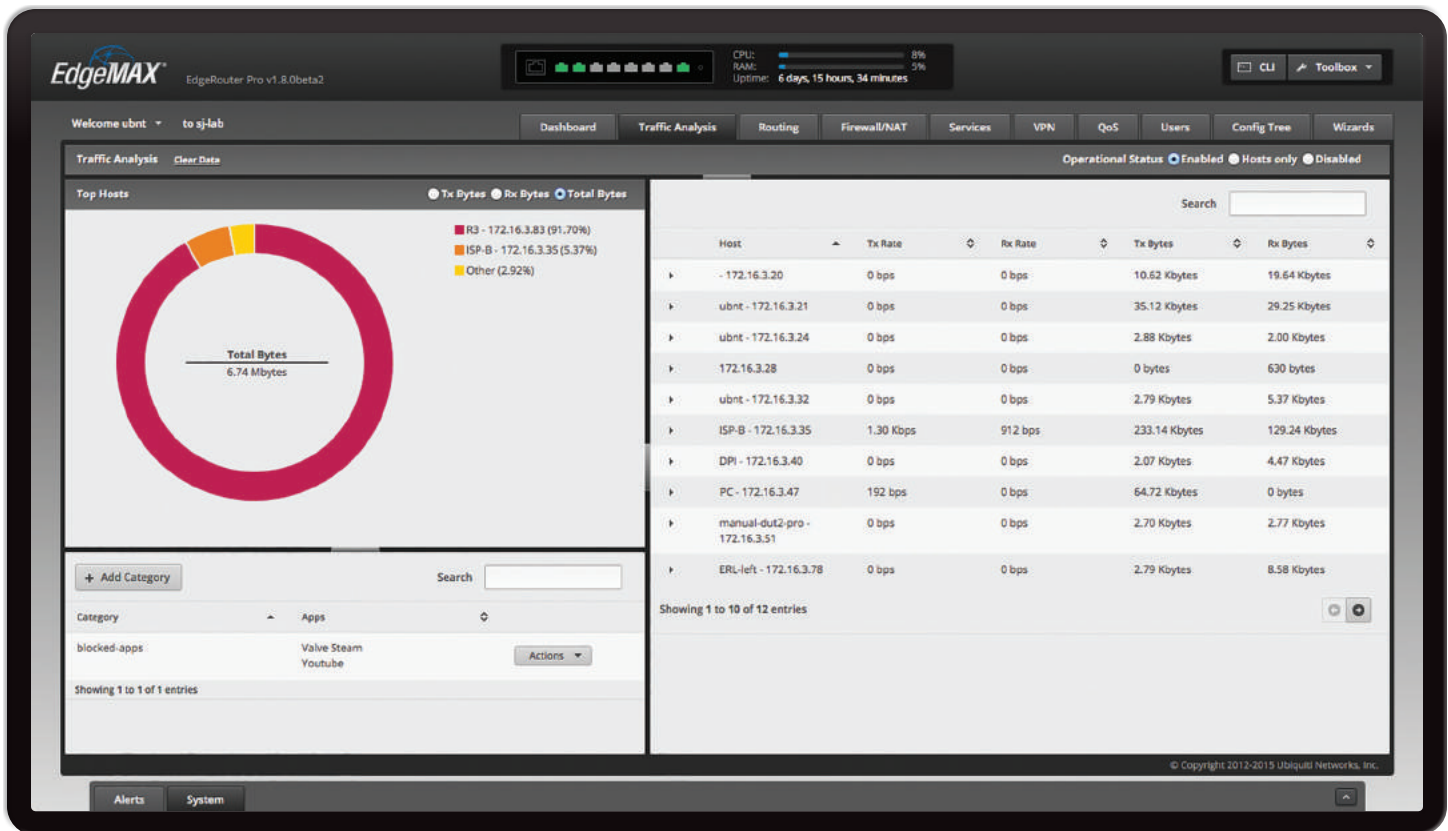 EdgeMAX
EdgeRouter Pro v1.8.0beta2
CPU: 8%
RAM: 5%
Uptime: 6 days, 15 hours, 34 minutes
CLI
Toolbox
Welcome ubnt
to sj-lab
Dashboard
Traffic Analysis
Routing
Firewall/NAT
Services
VPN
QoS
Users
Config Tree
Wizards
Traffic Analysis Clear Data
Operational Status Enabled Hosts only Disabled
Top Hosts
Tx Bytes Rx Bytes Total Bytes
R3 - 172.16.3.83 (91.70%)
ISP-B - 172.16.3.35 (5.37%)
Other (2.92%)
Total Bytes
6.74 Mbytes
+ Add Category
Search
Category Apps
blocked-apps Valve Steam
Youtube
Actions
Showing 1 to 1 of 1 entries
Search
Host Tx Rate Rx Rate Tx Bytes Rx Bytes
- 172.16.3.20 0 bps 0 bps 10.62 Kbytes 19.64 Kbytes
ubnt - 172.16.3.21 0 bps 0 bps 35.12 Kbytes 29.25 Kbytes
ubnt - 172.16.3.24 0 bps 0 bps 2.88 Kbytes 2.00 Kbytes
172.16.3.28 0 bps 0 bps 0 bytes 630 bytes
ubnt - 172.16.3.32 0 bps 0 bps 2.79 Kbytes 5.37 Kbytes
ISP-B - 172.16.3.35 1.30 Kbps 912 bps 233.14 Kbytes 129.24 Kbytes
DPI - 172.16.3.40 0 bps 0 bps 2.07 Kbytes 4.47 Kbytes
PC - 172.16.3.47 192 bps 0 bps 64.72 Kbytes 0 bytes
manual-dut2-pro - 0 bps 0 bps 2.70 Kbytes 2.77 Kbytes
172.16.3.51
ERL-left - 172.16.3.78 0 bps 0 bps 2.79 Kbytes 8.58 Kbytes
Showing 1 to 10 of 12 entries
© Copyright 2012-2015 Ubiquiti Networks, Inc.
Alerts
System